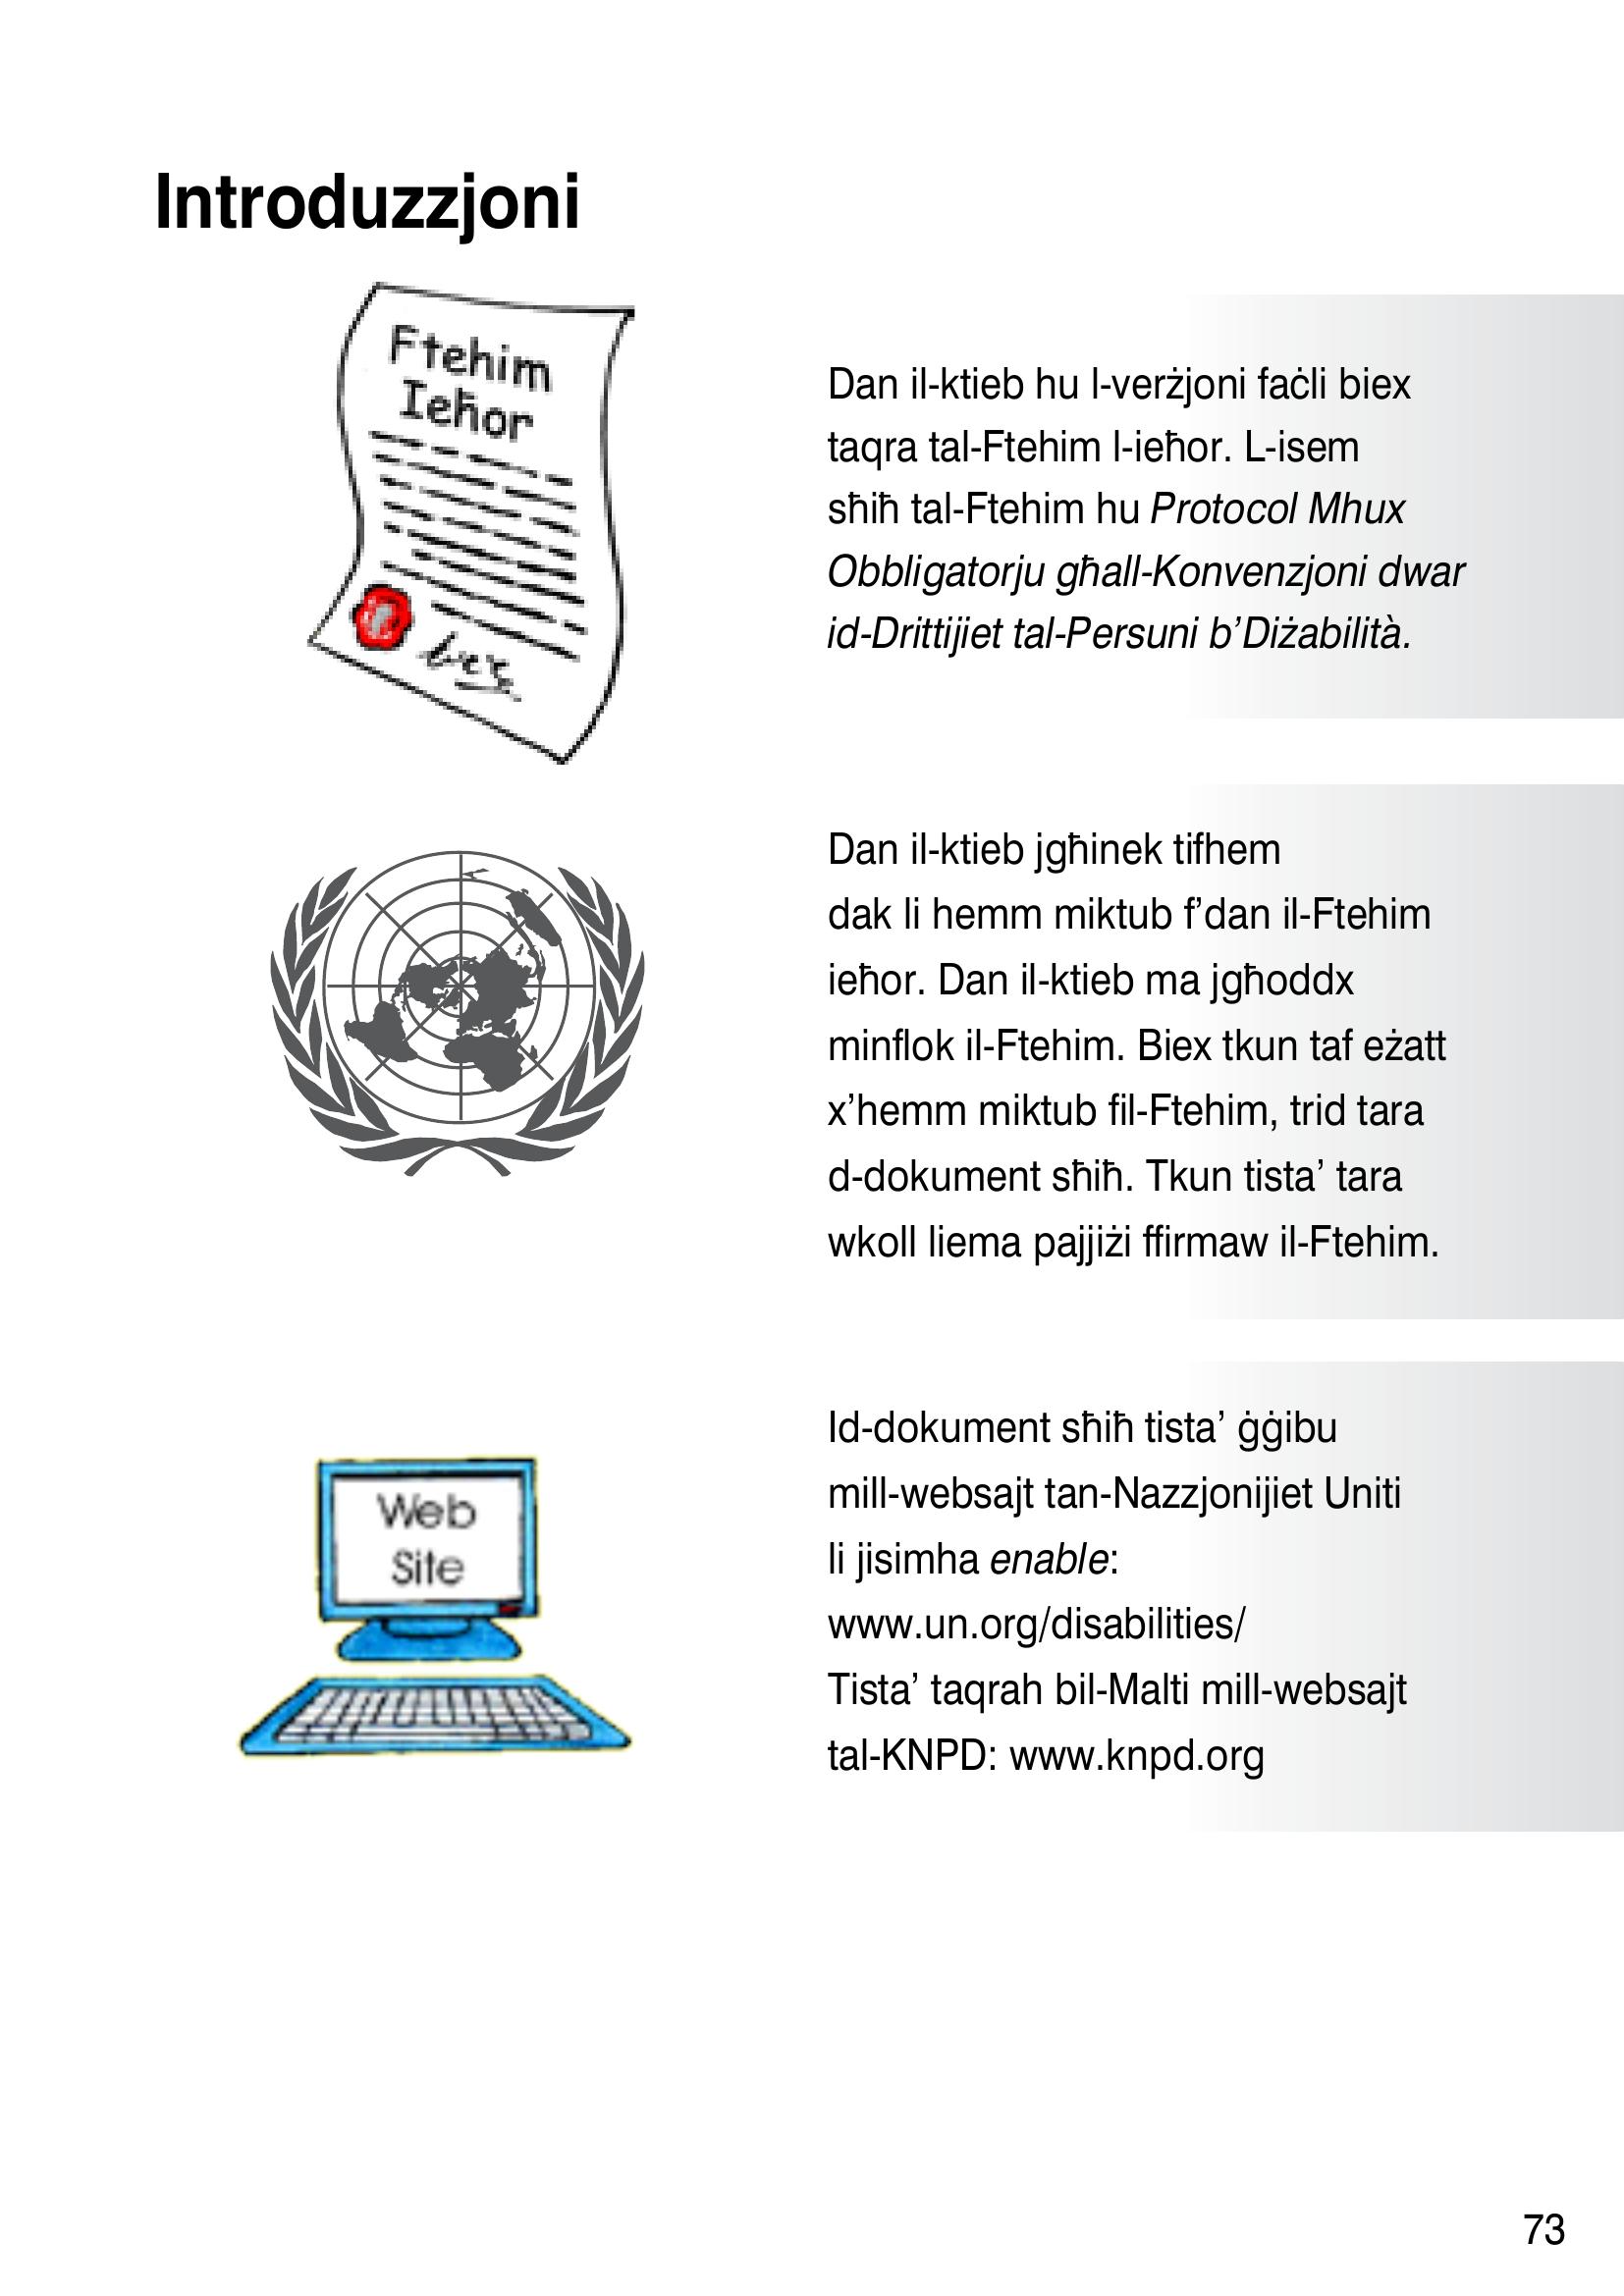 Introduzzjoni
Ftehim
Ieħor
Dan il-ktieb hu l-verżjoni faċli biex
taqra tal-Ftehim l-ieħor. L-isem
sħiħ tal-Ftehim hu Protocol Mhux
Obbligatorju għall-Konvenzjoni dwar
id-Drittijiet tal-Persuni b’Diżabilità.
Dan il-ktieb jgħinek tifhem
dak li hemm miktub f’dan il-Ftehim
ieħor. Dan il-ktieb ma jgħoddx
minflok il-Ftehim. Biex tkun taf eżatt
x’hemm miktub fil-Ftehim, trid tara
d-dokument sħiħ. Tkun tista’ tara
wkoll liema pajjiżi ffirmaw il-Ftehim.
Web
Site
Id-dokument sħiħ tista’ ġġibu
mill-websajt tan-Nazzjonijiet Uniti
li jisimha enable:
www.un.org/disabilities/
Tista’ taqrah bil-Malti mill-websajt
tal-KNPD: www.knpd.org
73